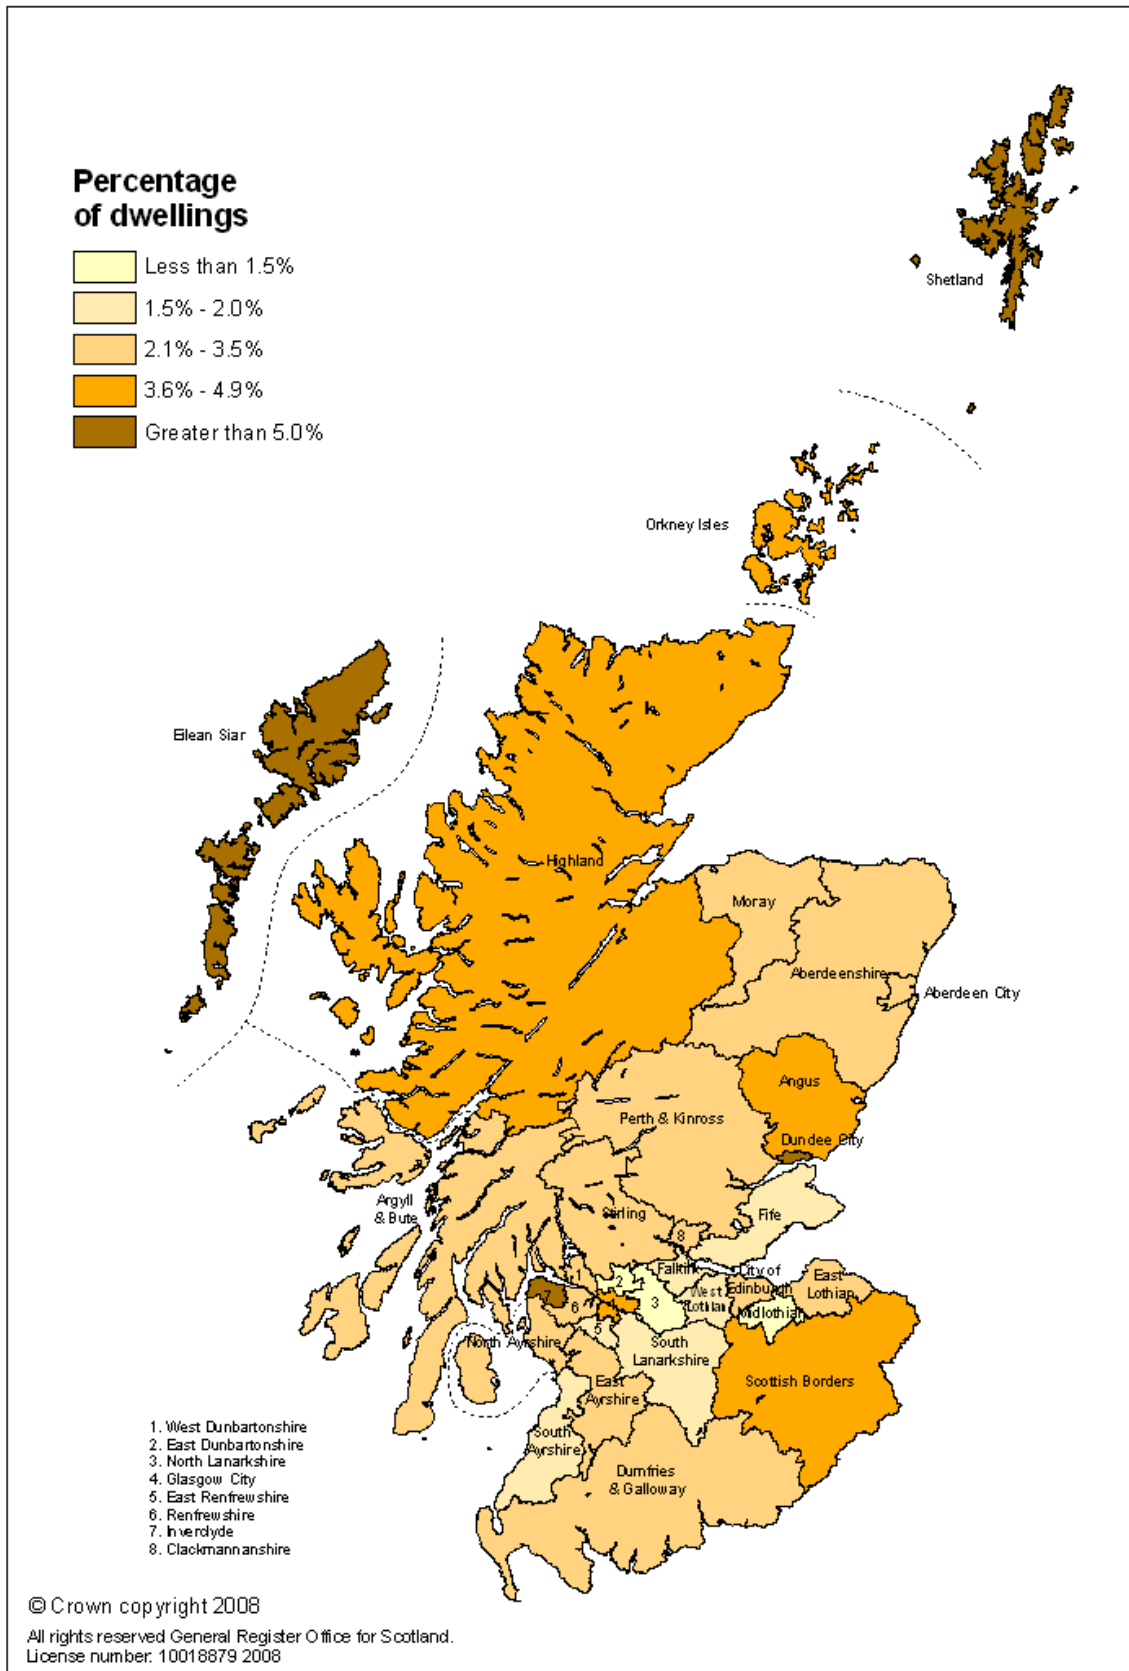 Percentage
of dwellings
Less than 1.5%
1.5% - 2.0%
2.1% - 3.5%
3.6% - 4.9%
Greater than 5.0%
Shetland
Orkney Isles
Eilean Siar
Highland
Moray
Aberdeenshire
Aberdeen City
Angus
Perth & Kinross
Dundee City
Argyll
& Bute
Stirling
Fife
8
1
2
Falkirk
City of
Edinburgh
East
Lothian
West
Lothian
Midlothian
3
6
5
North Ayrshire
South
Lanarkshire
East
Ayrshire
Scottish Borders
South
Ayrshire
Dumfries
& Galloway
1. West Dunbartonshire
2. East Dunbartonshire
3. North Lanarkshire
4. Glasgow City
5. East Renfrewshire
6. Renfrewshire
7. Inverclyde
8. Clackmannanshire
© Crown copyright 2008
All rights reserved General Register Office for Scotland.
License number: 10018879 2008